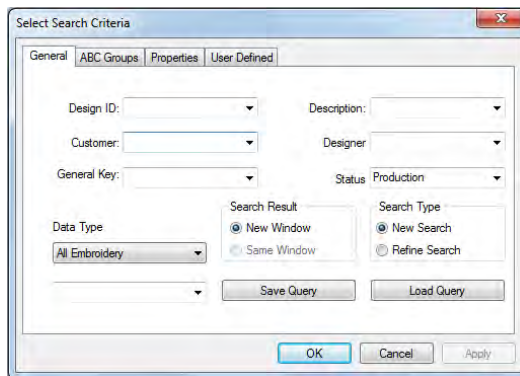 Select Search Criteria
General ABC Groups Properties User Defined
Design ID: Description:
Customer: Designer
General Key: Status Production
Data Type Search Result Search Type
New Window New Search
All Embroidery Same Window Refine Search
Save Query Load Query
OK Cancel Apply